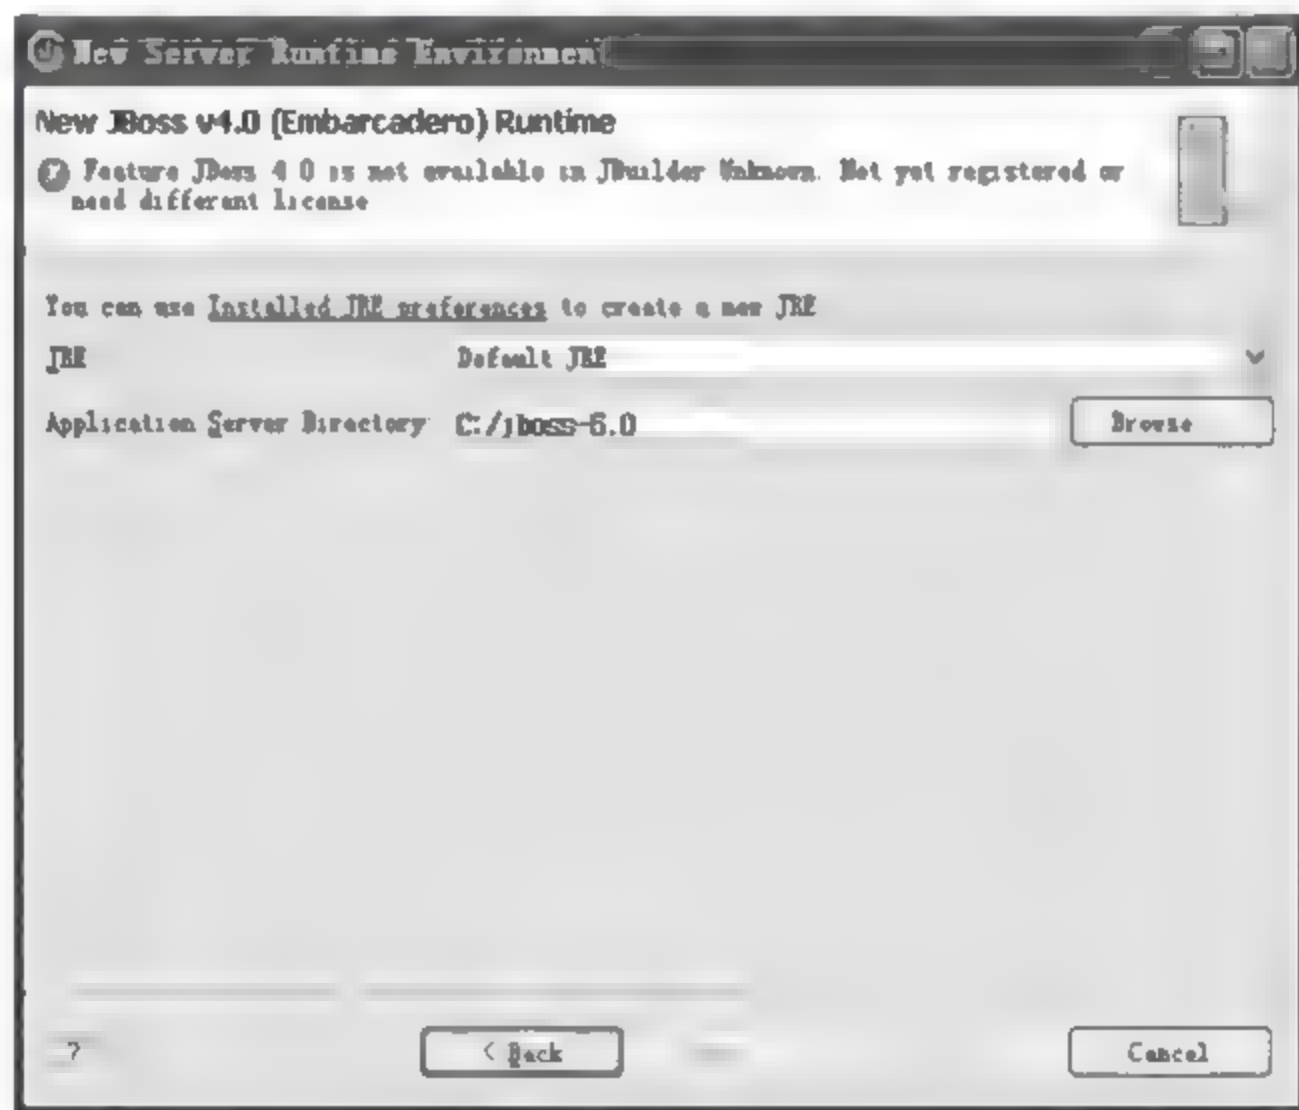 New Server Runtime Environment
New JBoss v4.0 (Embarcadero) Runtime
Feature JBoss 4.0 is not available in JBuilder Unknown. Not yet registered or
need different license
You can use Installed JRE preferences to create a new JRE
JRE Default JRE
Application Server Directory: C:/jboss-6.0 Browse
? < Back Cancel